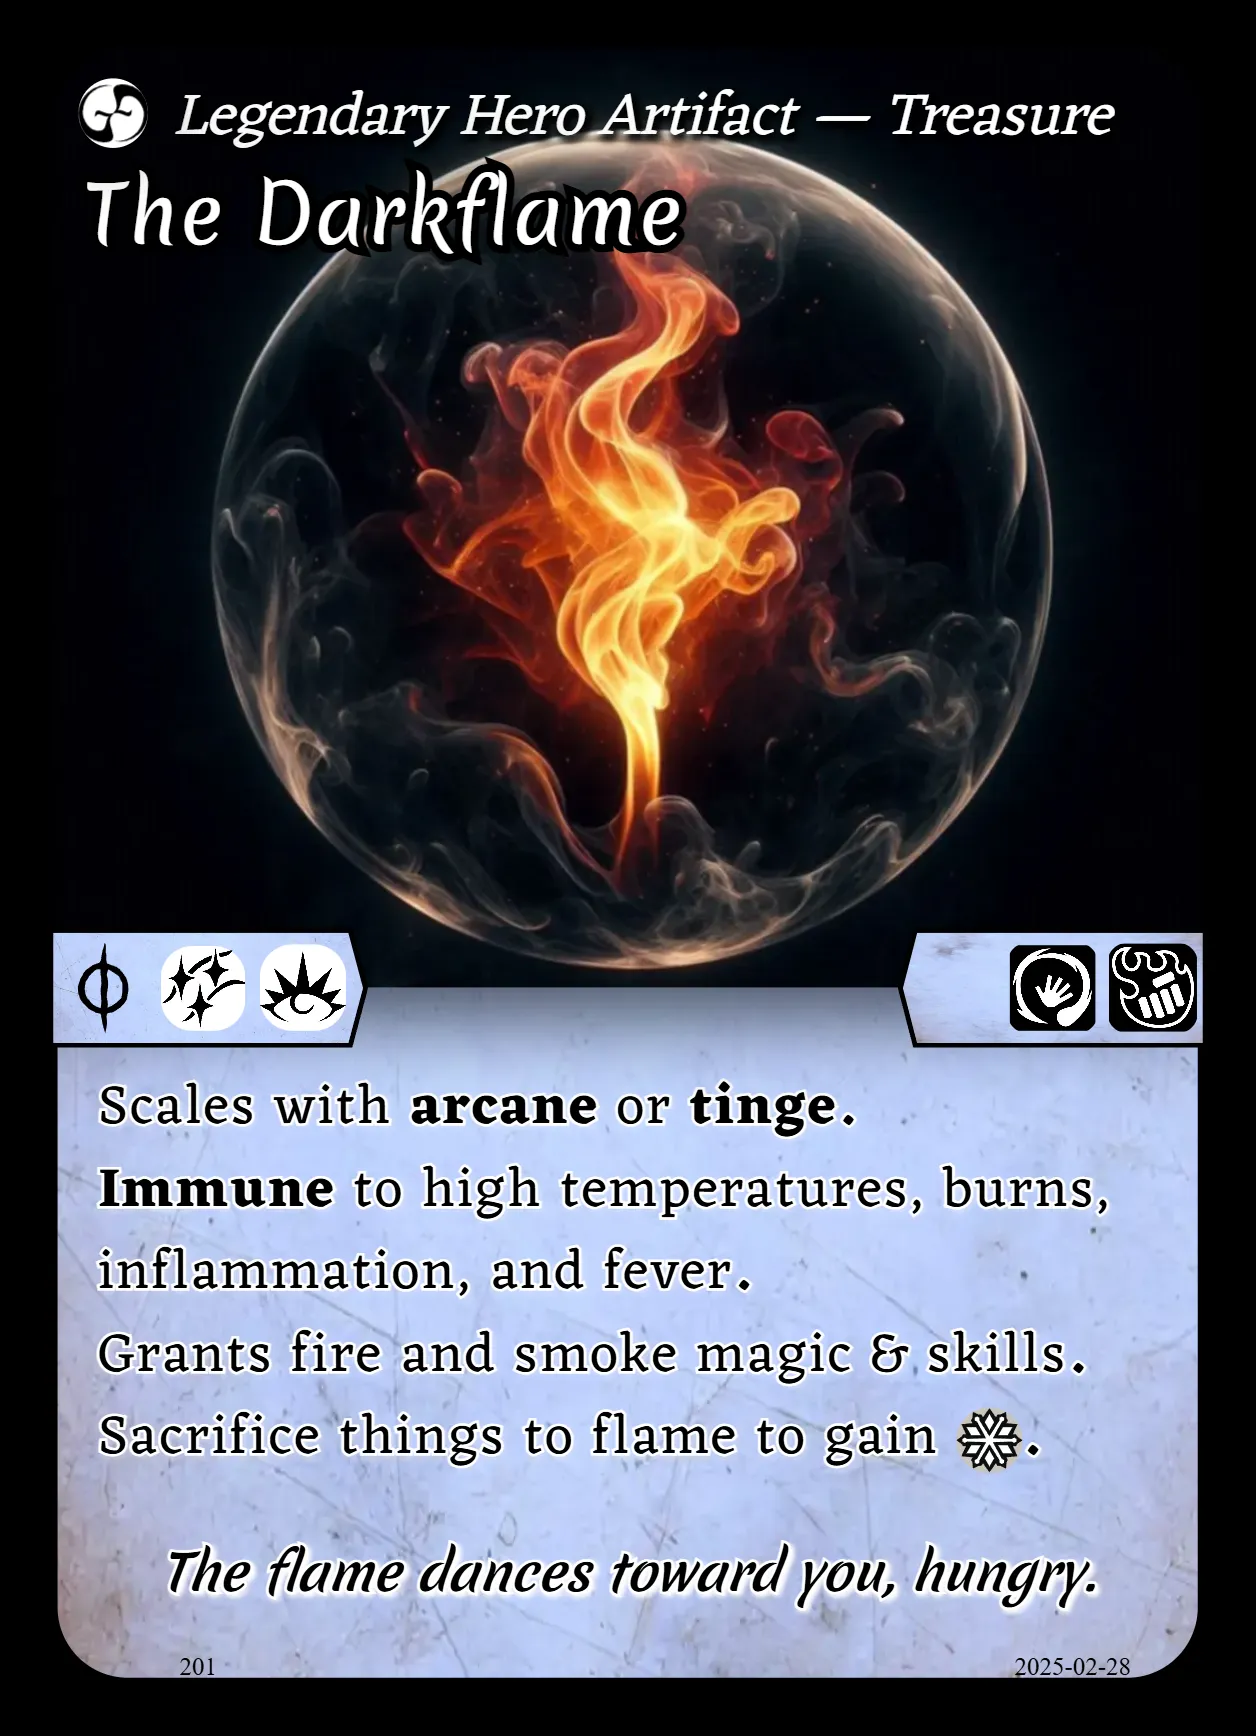 Legendary Hero Artifact — Treasure
The Darkflame
Scales with arcane or tinge.
Immune to high temperatures, burns,
inflammation, and fever.
Grants fire and smoke magic & skills.
Sacrifice things to flame to gain .
The flame dances toward you, hungry.
201
2025-02-28